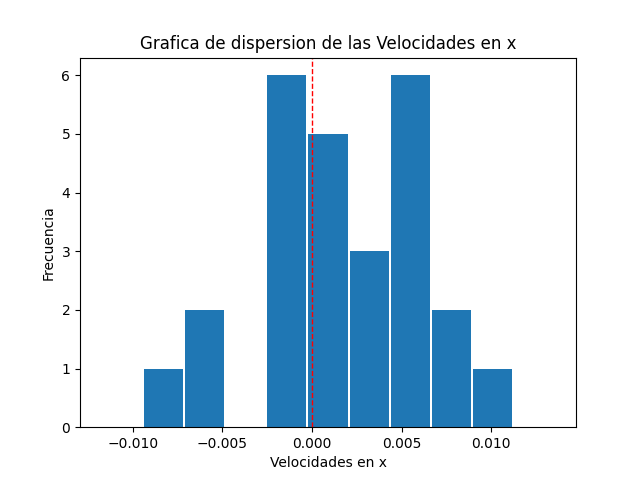 Grafica de dispersion de las Velocidades en x
Frecuencia
6
5
4
3
2
1
0
−0.010 −0.005 0.000 0.005 0.010
Velocidades en x